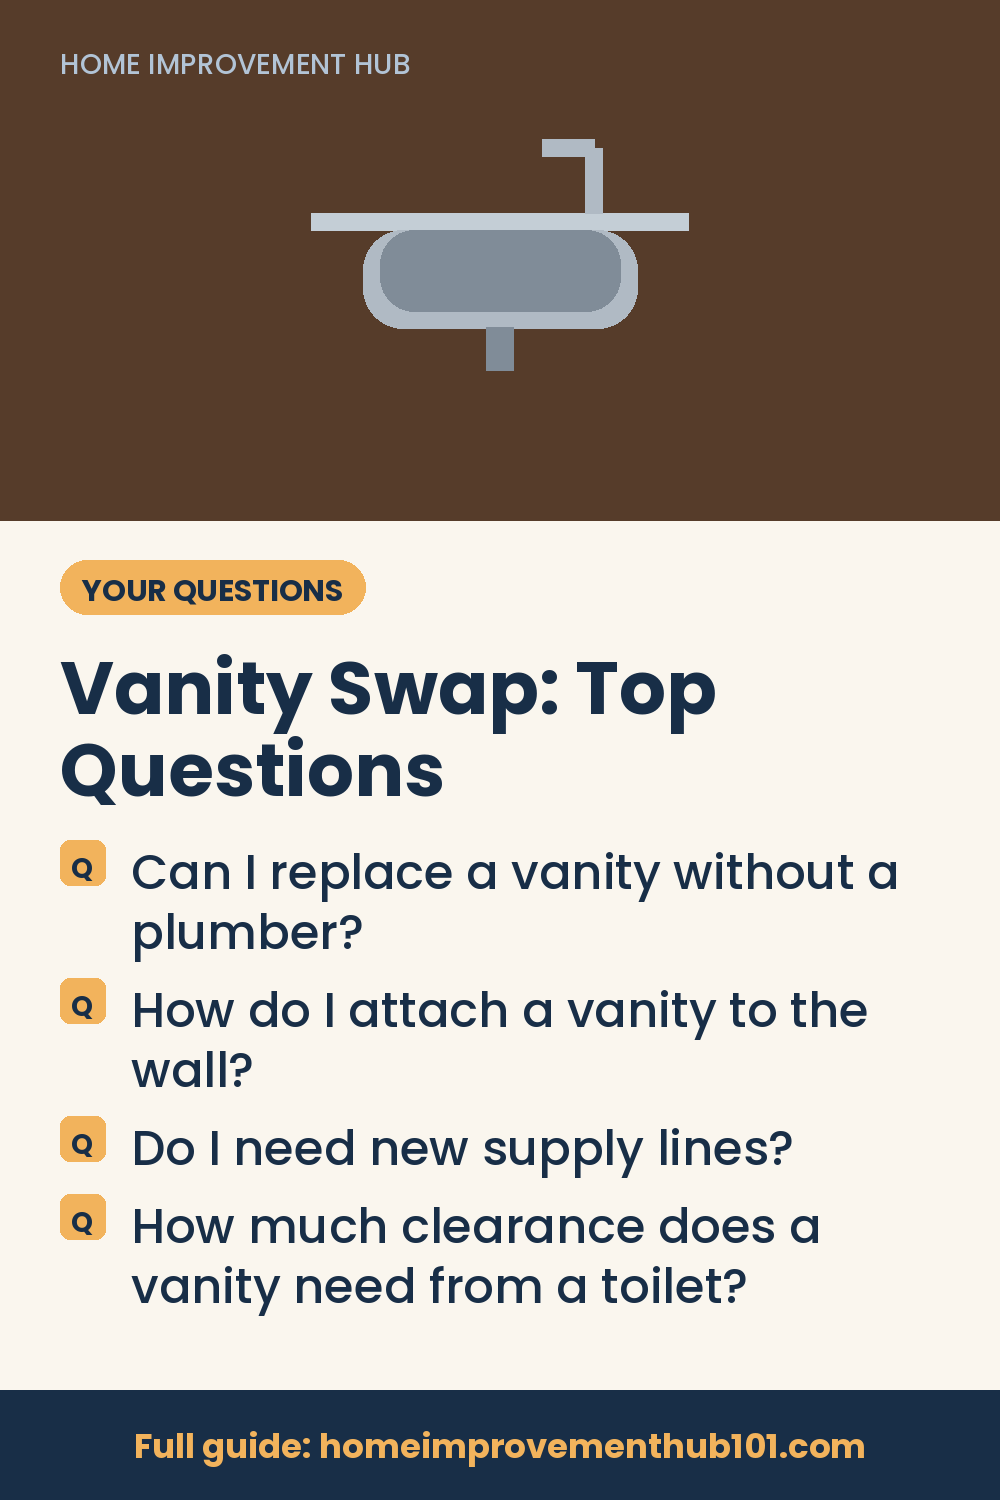 HOME IMPROVEMENT HUB
YOUR QUESTIONS
Vanity Swap: Top
Questions
Q Can I replace a vanity without a
plumber?
Q How do I attach a vanity to the
wall?
Q Do I need new supply lines?
Q How much clearance does a
vanity need from a toilet?
Full guide: homeimprovementhub101.com